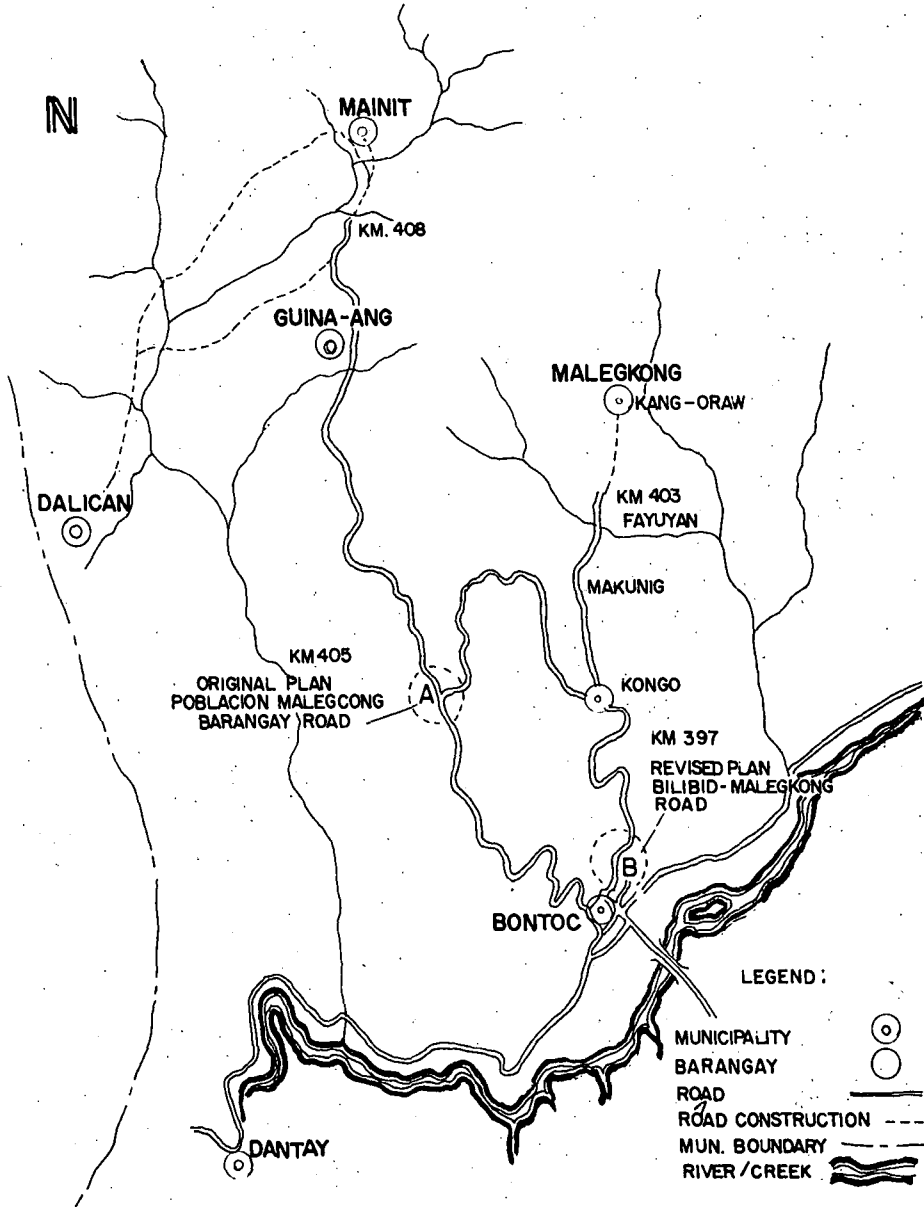 N
MAINIT
KM. 408
GUINA-ANG
MALEGKONG
KANG-ORAW
DALICAN
KM 403
FAYUYAN
MAKUNIG
KM 405
ORIGINAL PLAN
POBLACION MALEGCONG
BARANGAY ROAD
A
KONGO
KM 397
REVISED PLAN
BILIBID-MALEGKONG
ROAD
B
BONTOC
LEGEND:
MUNICIPALITY
BARANGAY
ROAD
ROAD CONSTRUCTION
MUN. BOUNDARY
RIVER/CREEK
DANTAY